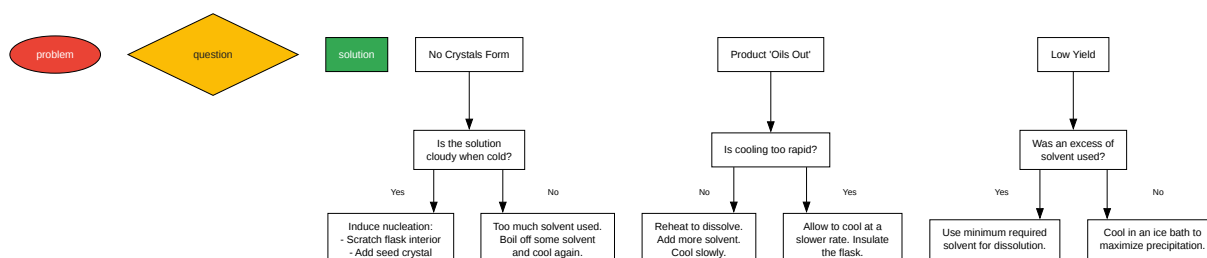 problem
question
solution
No Crystals Form
Product 'Oils Out'
Low Yield
Is the solution
cloudy when cold?
Is cooling too rapid?
Was an excess of
solvent used?
Yes
No
No
Yes
Yes
No
Induce nucleation:
- Scratch flask interior
- Add seed crystal
Too much solvent used.
Boil off some solvent
and cool again.
Reheat to dissolve.
Add more solvent.
Cool slowly.
Allow to cool at a
slower rate. Insulate
the flask.
Use minimum required
solvent for dissolution.
Cool in an ice bath to
maximize precipitation.